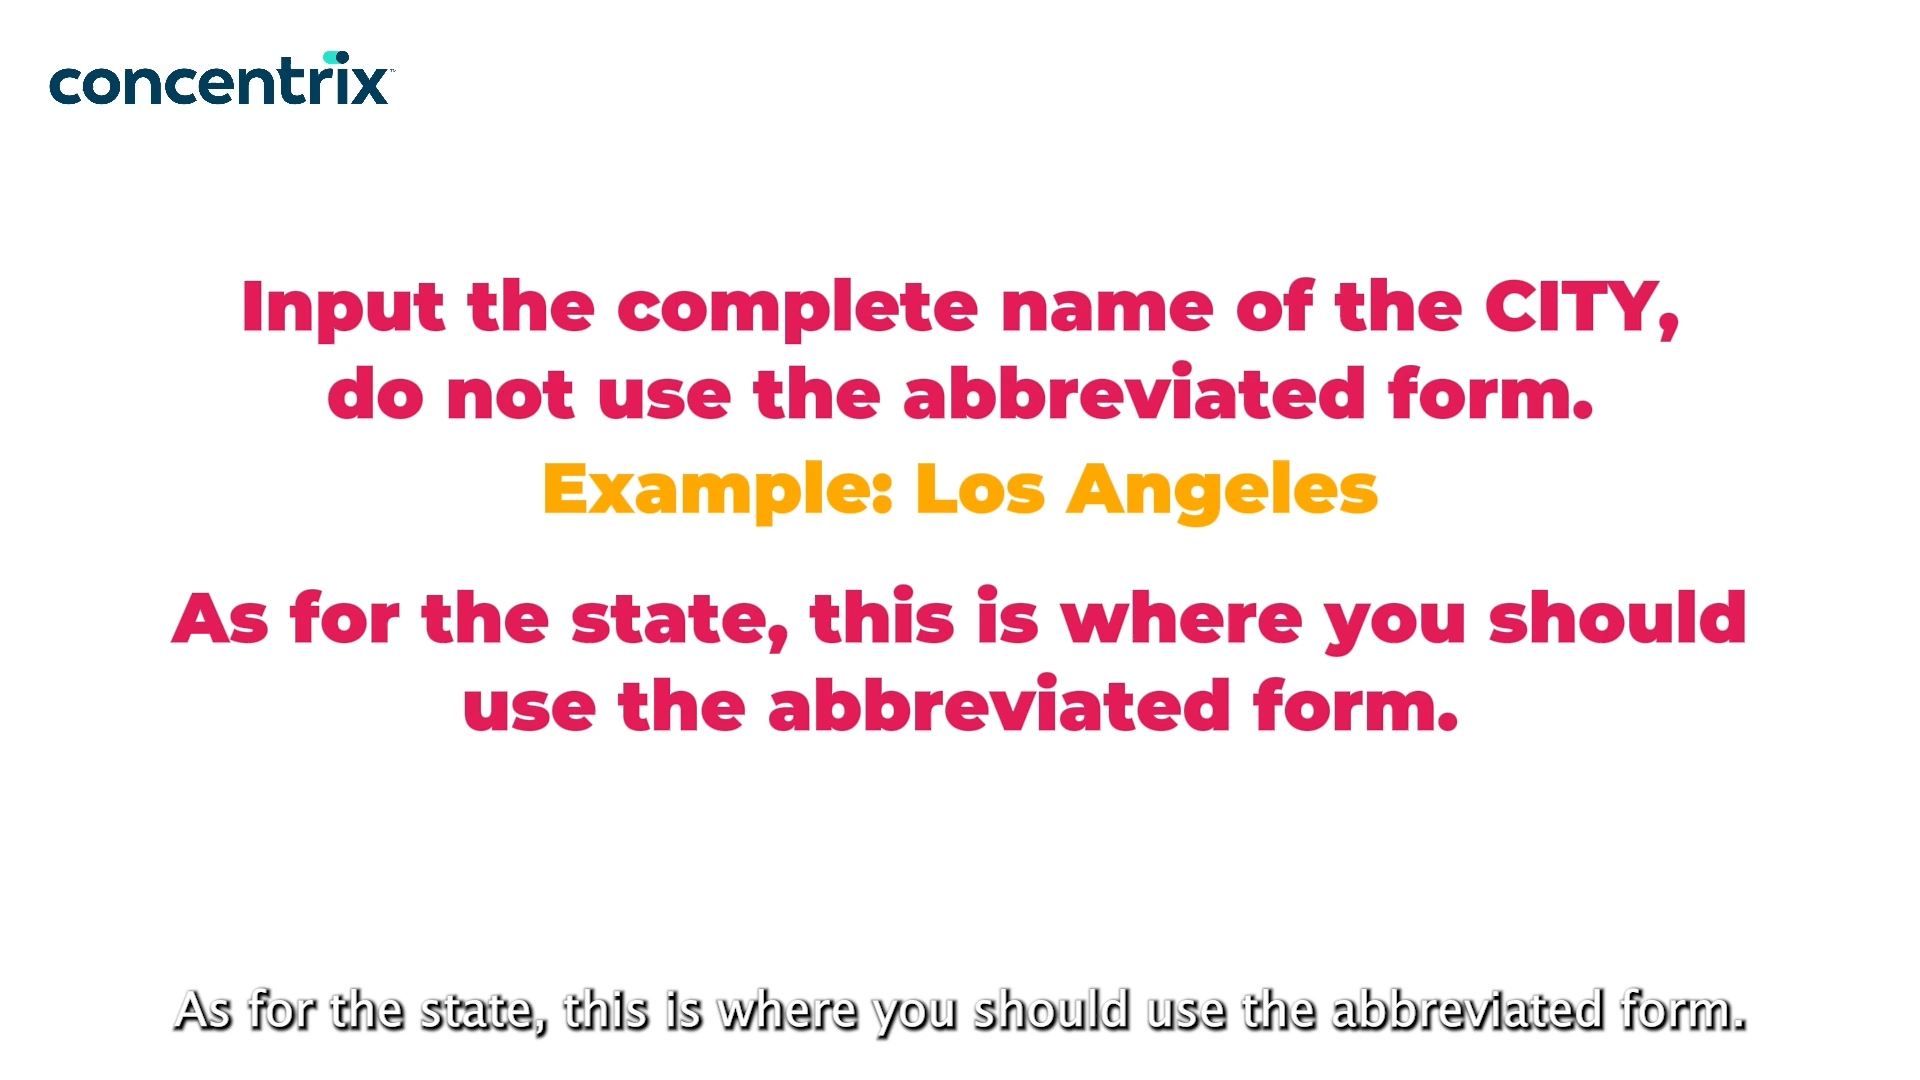 concentrix
Input the complete name of the CITY,
do not use the abbreviated form.
Example: Los Angeles
As for the state, this is where you should
use the abbreviated form.
As for the state, this is where you should use the abbreviated form.